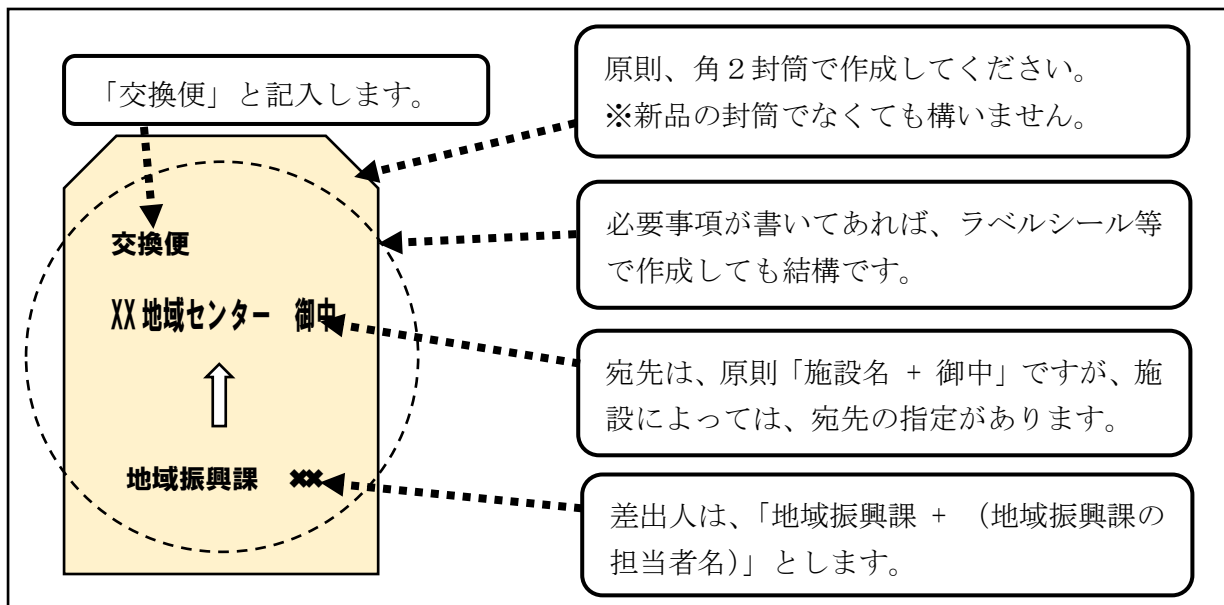 「交換便」と記入します。
原則、角２封筒で作成してください。
※新品の封筒でなくても構いません。
必要事項が書いてあれば、ラベルシール等
で作成しても結構です。
交換便
XX 地域センター　御中
宛先は、原則「施設名 + 御中」ですが、施
設によっては、宛先の指定があります。
地域振興課　××
差出人は、「地域振興課 +　（地域振興課の
担当者名）」とします。